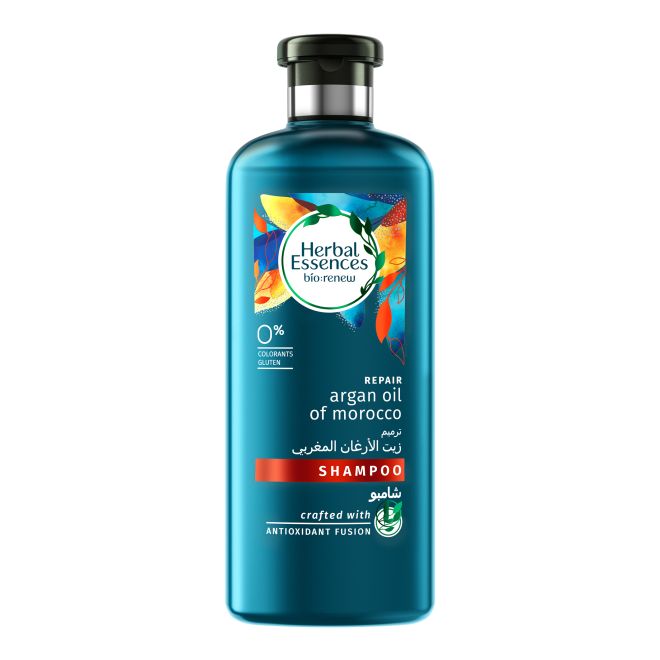 Herbal
Essences
bio:renew
0%
COLORANTS
GLUTEN
REPAIR
argan oil
of morocco
ترميم
زيت الأرغان المغربي
SHAMPOO
شامبو
crafted with
ANTIOXIDANT FUSION